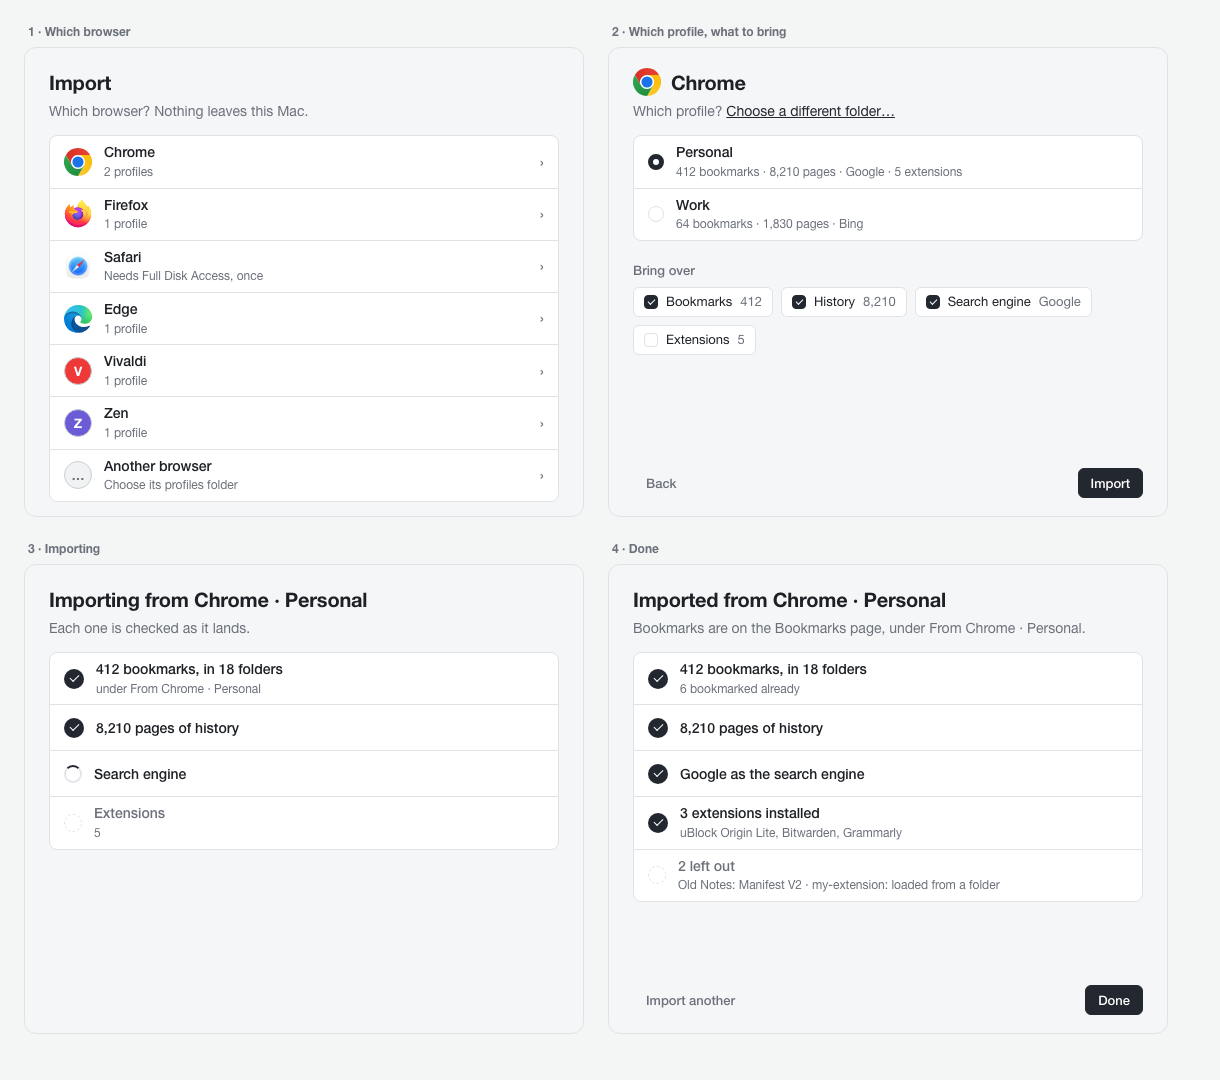 1 · Which browser
Import
Which browser? Nothing leaves this Mac.
Chrome
2 profiles
›
Firefox
1 profile
›
Safari
Needs Full Disk Access, once
›
Edge
1 profile
›
V
Vivaldi
1 profile
›
Z
Zen
1 profile
›
...
Another browser
Choose its profiles folder
›
2 · Which profile, what to bring
Chrome
Which profile? Choose a different folder…
Personal
412 bookmarks · 8,210 pages · Google · 5 extensions
Work
64 bookmarks · 1,830 pages · Bing
Bring over
Bookmarks 412 History 8,210 Search engine Google
Extensions 5
Back Import
3 · Importing
Importing from Chrome · Personal
Each one is checked as it lands.
412 bookmarks, in 18 folders
under From Chrome · Personal
8,210 pages of history
Search engine
Extensions
5
4 · Done
Imported from Chrome · Personal
Bookmarks are on the Bookmarks page, under From Chrome · Personal.
412 bookmarks, in 18 folders
6 bookmarked already
8,210 pages of history
Google as the search engine
3 extensions installed
uBlock Origin Lite, Bitwarden, Grammarly
2 left out
Old Notes: Manifest V2 · my-extension: loaded from a folder
Import another Done